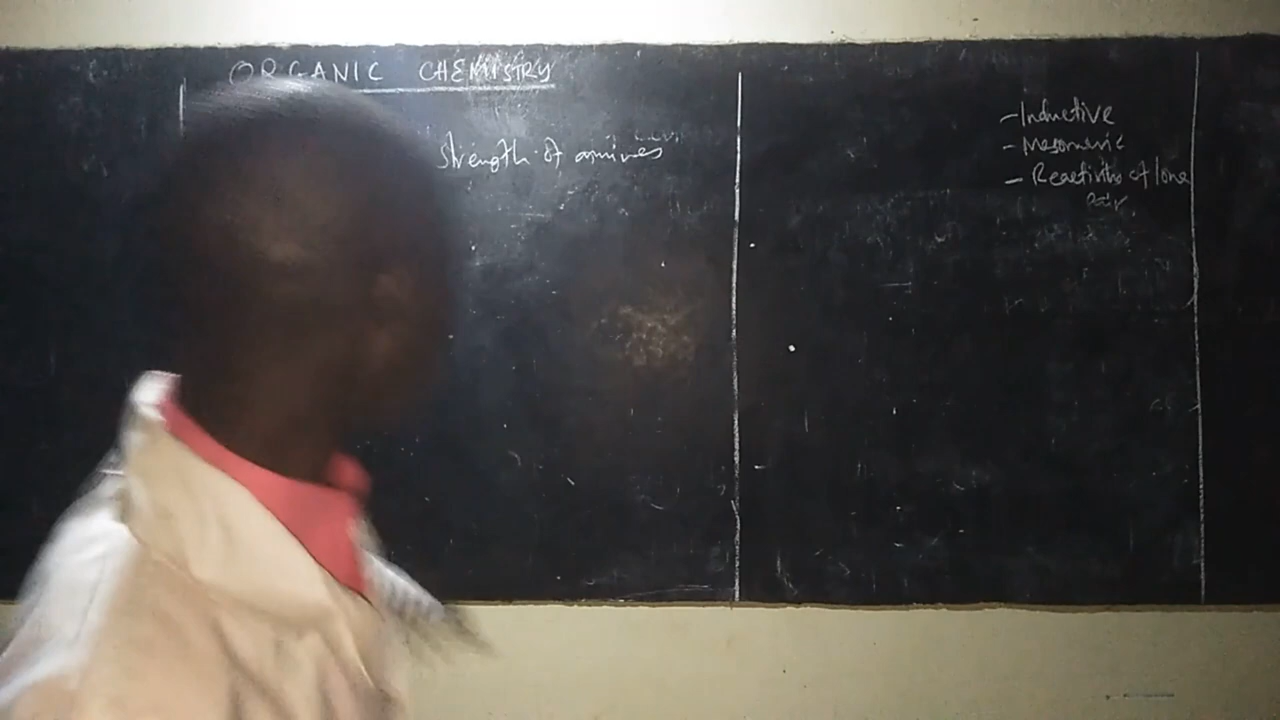 ORGANIC CHEMISTRY
Strength of amines
- Inductive
- Mesomeric
- Reactivity of lone
Pair